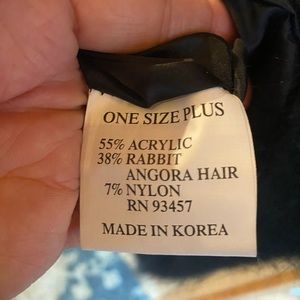 ONE SIZE PLUS
55% ACRYLIC
38% RABBIT
ANGORA HAIR
7% NYLON
RN 93457
MADE IN KOREA